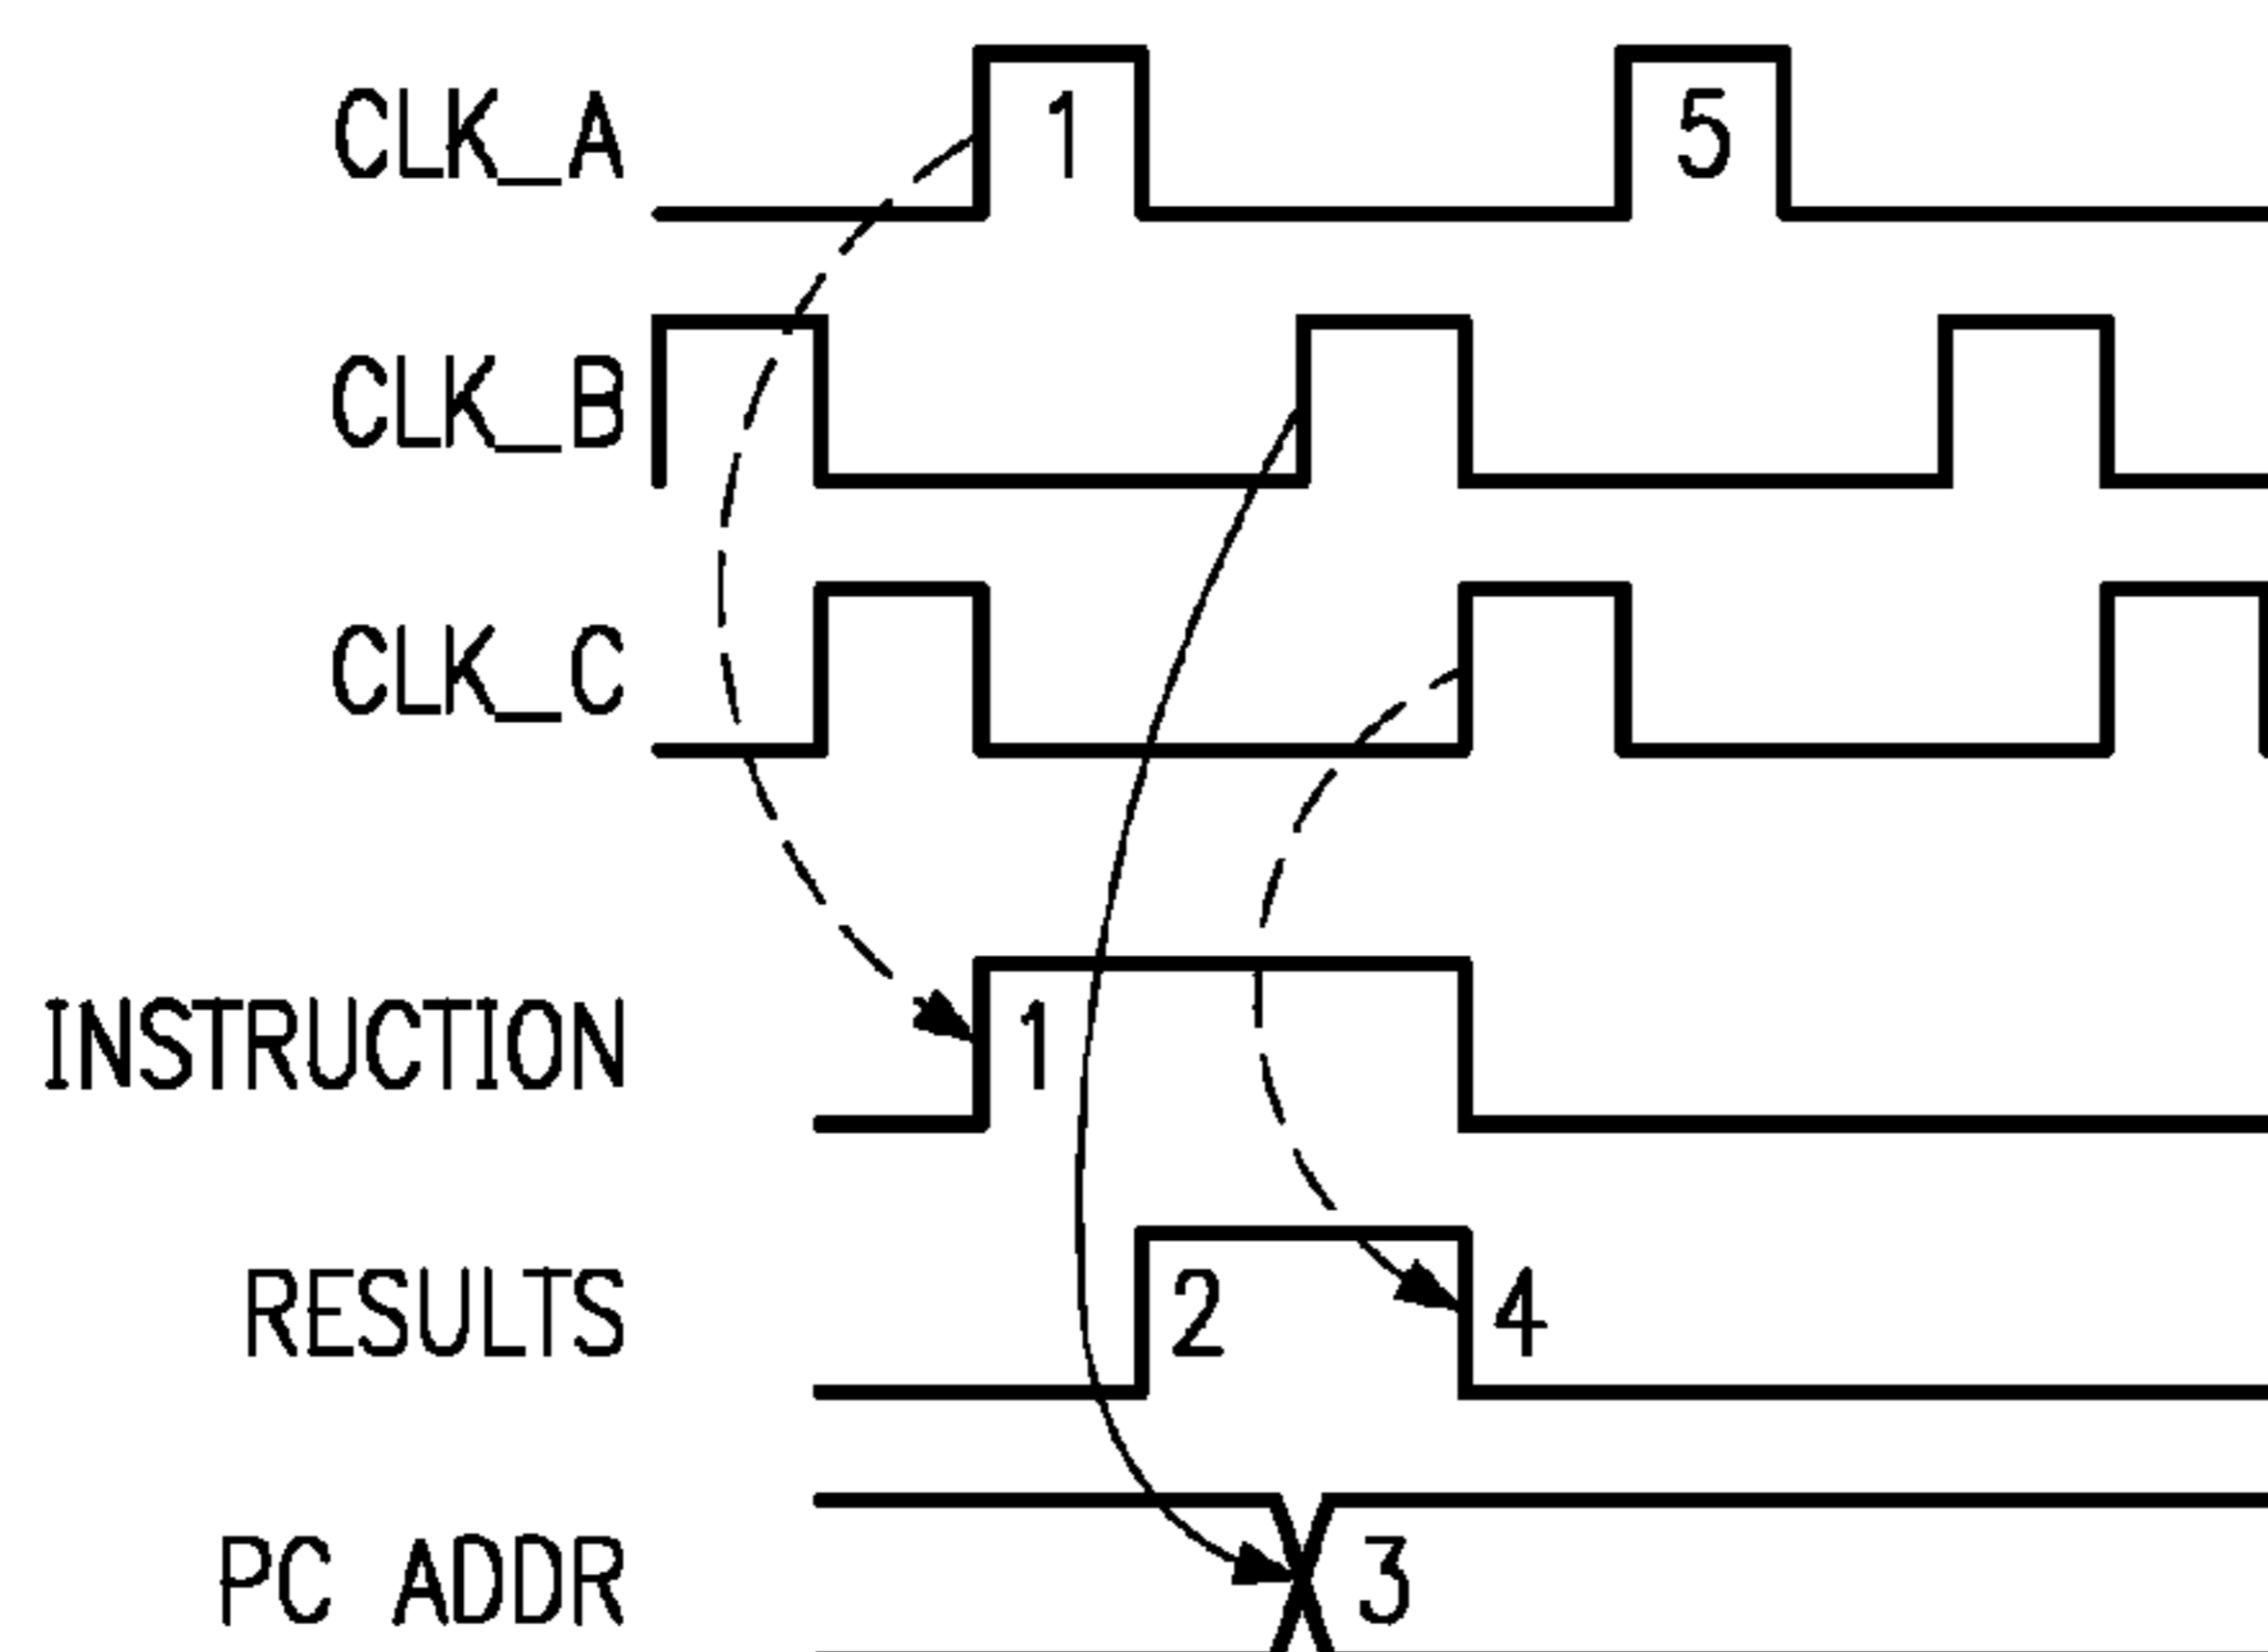 CLK_A 1 5
CLK_B
CLK_C
INSTRUCTION 1
RESULTS 2 4
PC ADDR 3